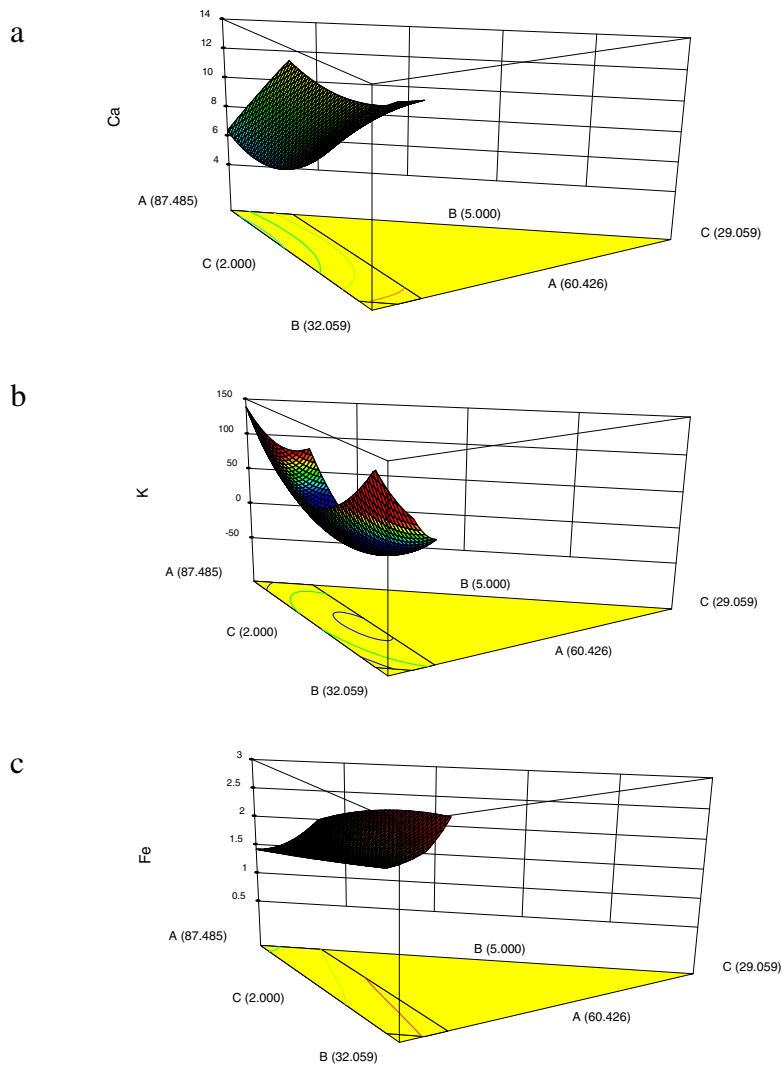 a
14
12
10
8
6
4
Ca
A (87.485)
B (5.000)
C (29.059)
C (2.000)
A (60.426)
B (32.059)
b
150
100
50
0
-50
K
A (87.485)
B (5.000)
C (29.059)
C (2.000)
A (60.426)
B (32.059)
c
3
2.5
2
1.5
1
0.5
Fe
A (87.485)
B (5.000)
C (29.059)
C (2.000)
A (60.426)
B (32.059)